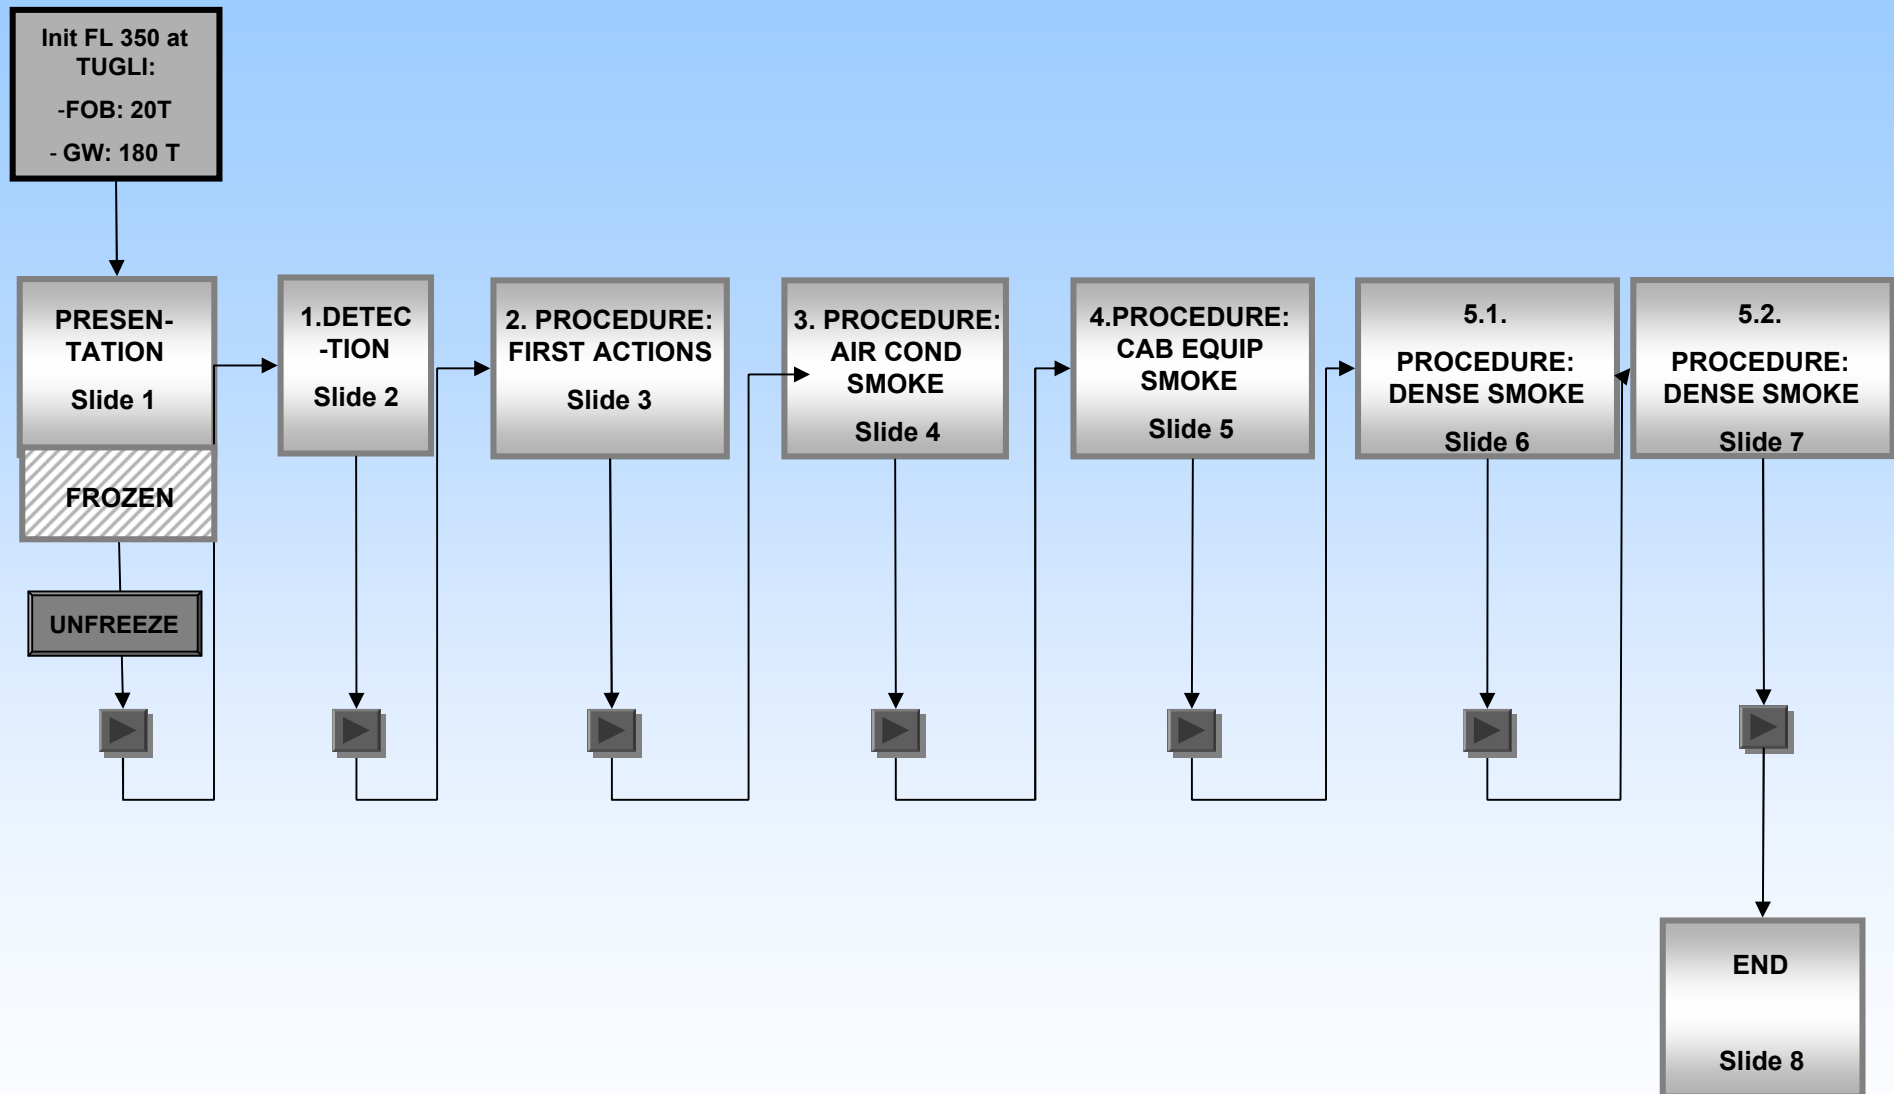 Init FL 350 at
TUGLI:
-FOB: 20T
- GW: 180 T
PRESEN-
TATION
Slide 1
FROZEN
UNFREEZE
1.DETEC
-TION
Slide 2
2. PROCEDURE:
FIRST ACTIONS
Slide 3
3. PROCEDURE:
AIR COND
SMOKE
Slide 4
4.PROCEDURE:
CAB EQUIP
SMOKE
Slide 5
5.1.
PROCEDURE:
DENSE SMOKE
Slide 6
5.2.
PROCEDURE:
DENSE SMOKE
Slide 7
END
Slide 8